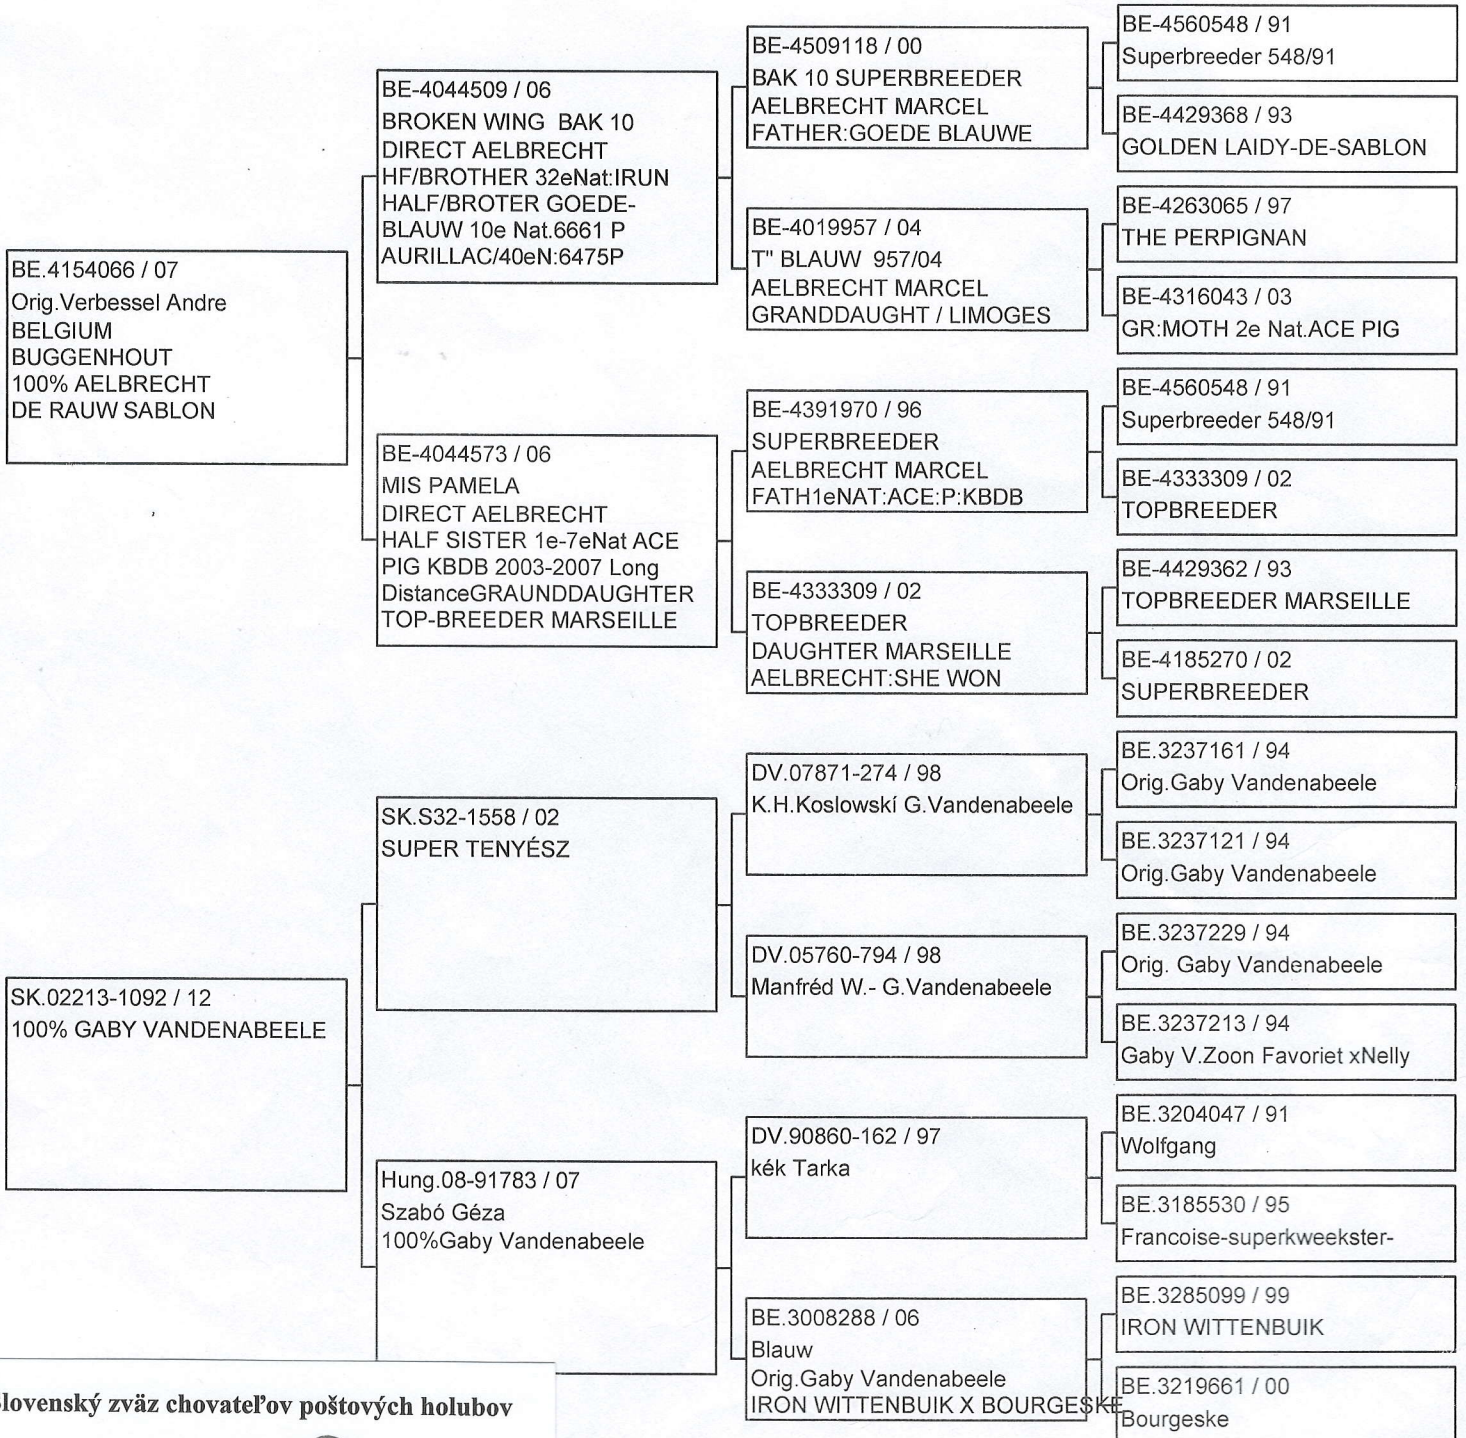 BE.4154066 / 07
Orig.Verbessel Andre
BELGIUM
BUGGENHOUT
100% AELBRECHT
DE RAUW SABLON
SK.02213-1092 / 12
100% GABY VANDENABEELE
BE-4044509 / 06
BROKEN WING  BAK 10
DIRECT AELBRECHT
HF/BROTHER 32eNat:IRUN
HALF/BROTER GOEDE-
BLAUW 10e Nat.6661 P
AURILLAC/40eN:6475P
BE-4044573 / 06
MIS PAMELA
DIRECT AELBRECHT
HALF SISTER 1e-7eNat ACE
PIG KBDB 2003-2007 Long
DistanceGRAUNDDAUGHTER
TOP-BREEDER MARSEILLE
SK.S32-1558 / 02
SUPER TENYÉSZ
Hung.08-91783 / 07
Szabó Géza
100%Gaby Vandenabeele
BE-4509118 / 00
BAK 10 SUPERBREEDER
AELBRECHT MARCEL
FATHER:GOEDE BLAUWE
BE-4019957 / 04
T" BLAUW  957/04
AELBRECHT MARCEL
GRANDDAUGHT / LIMOGES
BE-4391970 / 96
SUPERBREEDER
AELBRECHT MARCEL
FATH1eNAT:ACE:P:KBDB
BE-4333309 / 02
TOPBREEDER
DAUGHTER MARSEILLE
AELBRECHT:SHE WON
DV.07871-274 / 98
K.H.Koslowskí G.Vandenabeele
DV.05760-794 / 98
Manfréd W.- G.Vandenabeele
DV.90860-162 / 97
kék Tarka
BE.3008288 / 06
Blauw
Orig.Gaby Vandenabeele
IRON WITTENBUIK X BOURGESKE
BE-4560548 / 91
Superbreeder 548/91
BE-4429368 / 93
GOLDEN LAIDY-DE-SABLON
BE-4263065 / 97
THE PERPIGNAN
BE-4316043 / 03
GR:MOTH 2e Nat.ACE PIG
BE-4560548 / 91
Superbreeder 548/91
BE-4333309 / 02
TOPBREEDER
BE-4429362 / 93
TOPBREEDER MARSEILLE
BE-4185270 / 02
SUPERBREEDER
BE.3237161 / 94
Orig.Gaby Vandenabeele
BE.3237121 / 94
Orig.Gaby Vandenabeele
BE.3237229 / 94
Orig. Gaby Vandenabeele
BE.3237213 / 94
Gaby V.Zoon Favoriet xNelly
BE.3204047 / 91
Wolfgang
BE.3185530 / 95
Francoise-superkweekster-
BE.3285099 / 99
IRON WITTENBUIK
BE.3219661 / 00
Bourgeske
lovenský zväz chovateľov poštových holubov